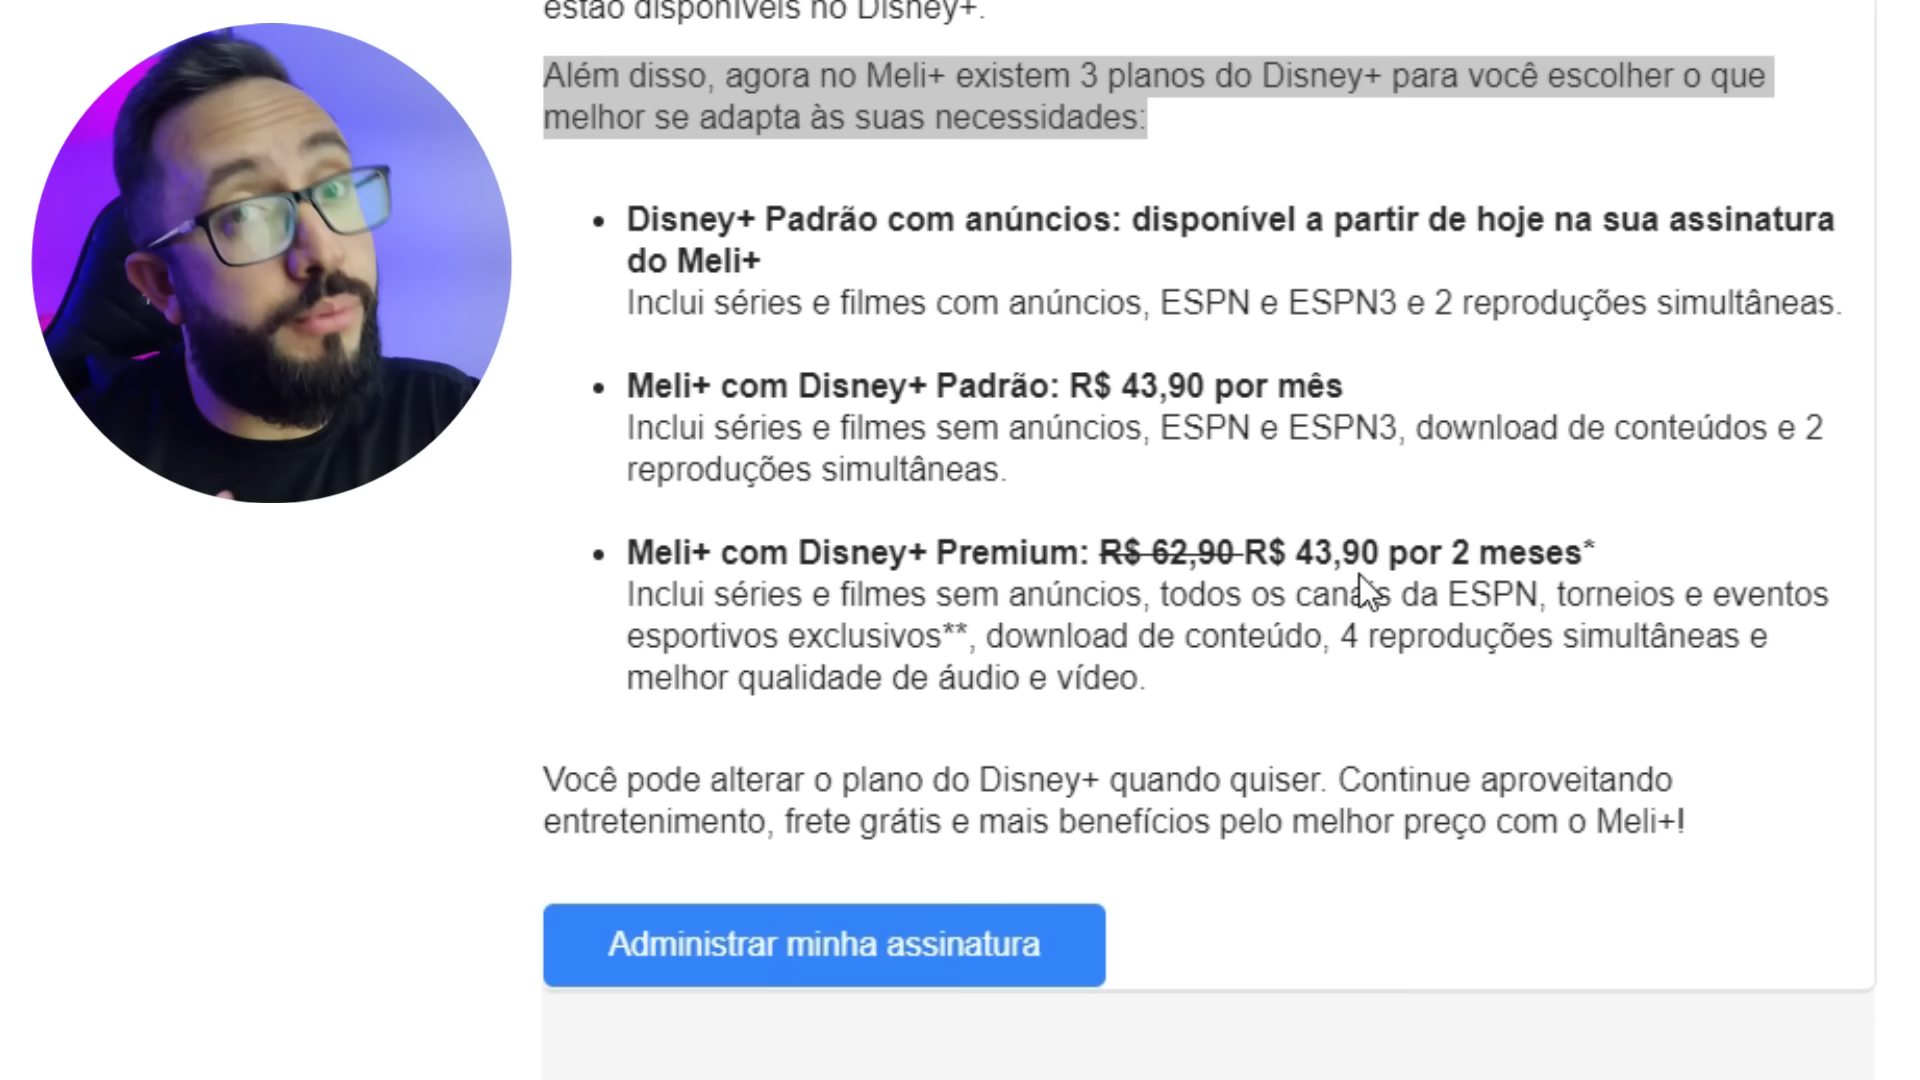 estão disponíveis no Disney+.
Além disso, agora no Meli+ existem 3 planos do Disney+ para você escolher o que
melhor se adapta às suas necessidades:
• Disney+ Padrão com anúncios: disponível a partir de hoje na sua assinatura
do Meli+
Inclui séries e filmes com anúncios, ESPN e ESPN3 e 2 reproduções simultâneas.
• Meli+ com Disney+ Padrão: R$ 43,90 por mês
Inclui séries e filmes sem anúncios, ESPN e ESPN3, download de conteúdos e 2
reproduções simultâneas.
• Meli+ com Disney+ Premium: R$ 62,90 R$ 43,90 por 2 meses*
Inclui séries e filmes sem anúncios, todos os canais da ESPN, torneios e eventos
esportivos exclusivos**, download de conteúdo, 4 reproduções simultâneas e
melhor qualidade de áudio e vídeo.
Você pode alterar o plano do Disney+ quando quiser. Continue aproveitando
entretenimento, frete grátis e mais benefícios pelo melhor preço com o Meli+!
Administrar minha assinatura